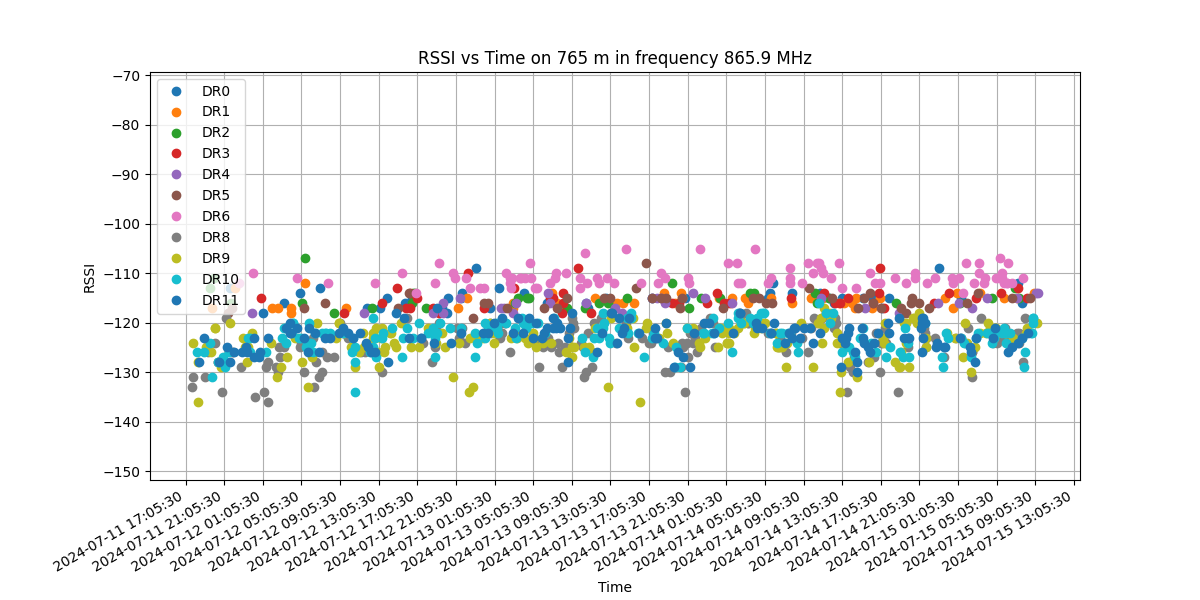 RSSI vs Time on 765 m in frequency 865.9 MHz
−70
−80
−90
−100
−110
−120
−130
−140
−150
RSSI
DR0
DR1
DR2
DR3
DR4
DR5
DR6
DR8
DR9
DR10
DR11
2024-07-11 17:05:30
2024-07-11 21:05:30
2024-07-12 01:05:30
2024-07-12 05:05:30
2024-07-12 09:05:30
2024-07-12 13:05:30
2024-07-12 17:05:30
2024-07-12 21:05:30
2024-07-13 01:05:30
2024-07-13 05:05:30
2024-07-13 09:05:30
2024-07-13 13:05:30
2024-07-13 17:05:30
2024-07-13 21:05:30
2024-07-14 01:05:30
2024-07-14 05:05:30
2024-07-14 09:05:30
2024-07-14 13:05:30
2024-07-14 17:05:30
2024-07-14 21:05:30
2024-07-15 01:05:30
2024-07-15 05:05:30
2024-07-15 09:05:30
2024-07-15 13:05:30
Time